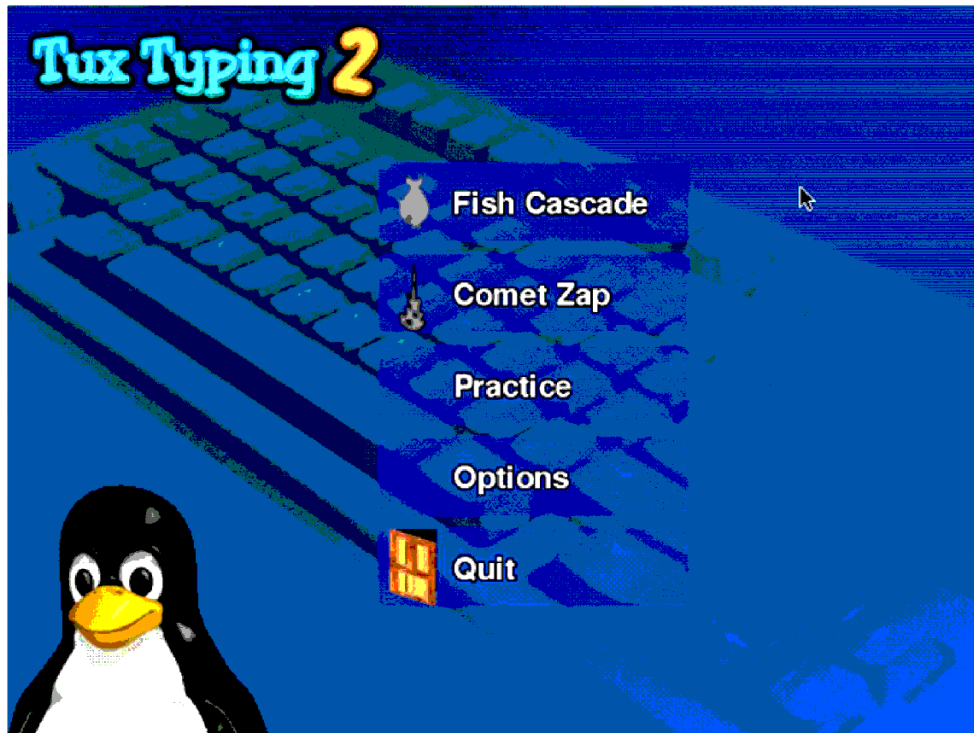 Tux Typing 2
Fish Cascade
Comet Zap
Practice
Options
Quit